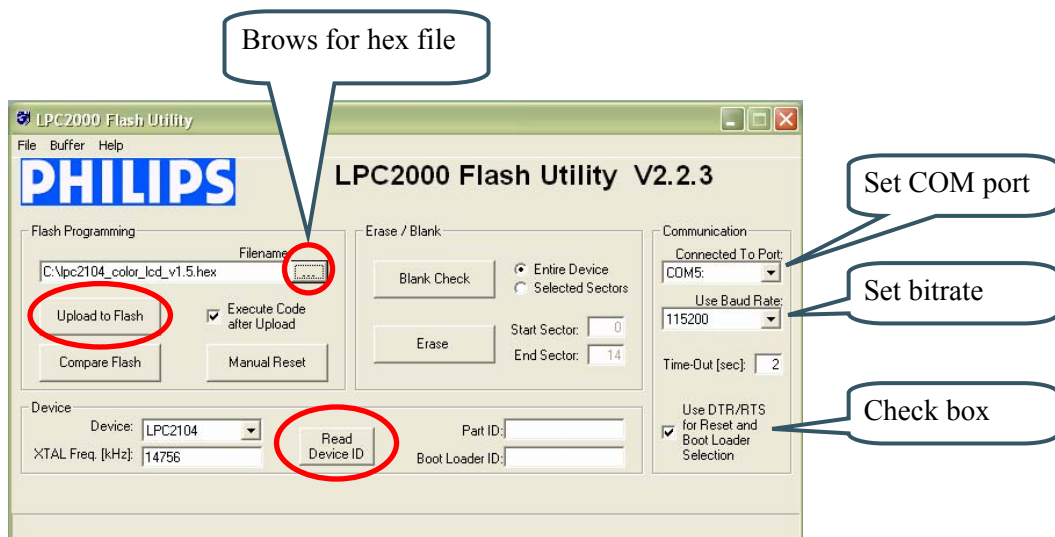 Brows for hex file
LPC2000 Flash Utility
File Buffer Help
PHILIPS
LPC2000 Flash Utility V2.2.3
Set COM port
Flash Programming
Filename
C:\lpc2104_color_lcd_v1.5.hex
...
Upload to Flash
Execute Code
after Upload
Compare Flash
Manual Reset
Erase / Blank
Blank Check
Entire Device
Selected Sectors
Erase
Start Sector: 0
End Sector: 14
Communication
Connected To Port:
COM5:
Use Baud Rate:
115200
Set bitrate
Time-Out [sec]: 2
Use DTR/RTS
for Reset and
Boot Loader
Selection
Check box
Device
Device: LPC2104
XTAL Freq. [kHz]: 14756
Read
Device ID
Part ID:
Boot Loader ID: